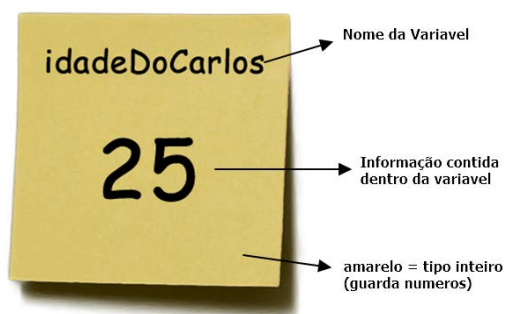 idadeDoCarlos
Nome da Variavel
25
Informação contida
dentro da variavel
amarelo = tipo inteiro
(guarda numeros)